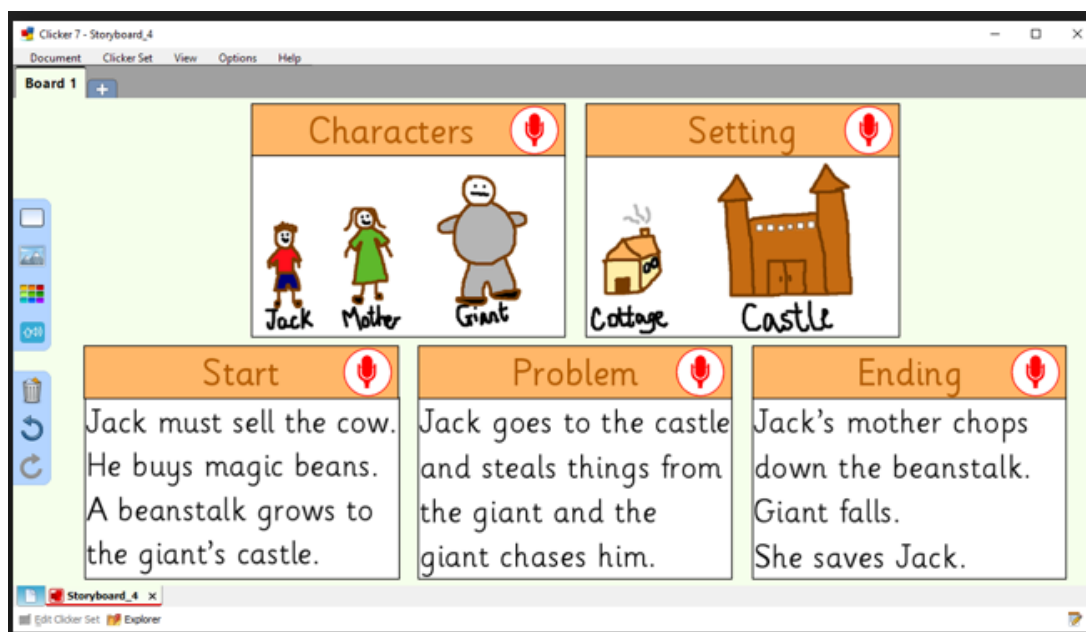 Clicker 7 - Storyboard_4
Document Clicker Set View Options Help
Board 1
Characters
Jack Mother Giant
Setting
Cottage Castle
Start
Jack must sell the cow.
He buys magic beans.
A beanstalk grows to
the giant's castle.
Problem
Jack goes to the castle
and steals things from
the giant and the
giant chases him.
Ending
Jack's mother chops
down the beanstalk.
Giant falls.
She saves Jack.
Storyboard_4
Edit Clicker Set Explorer